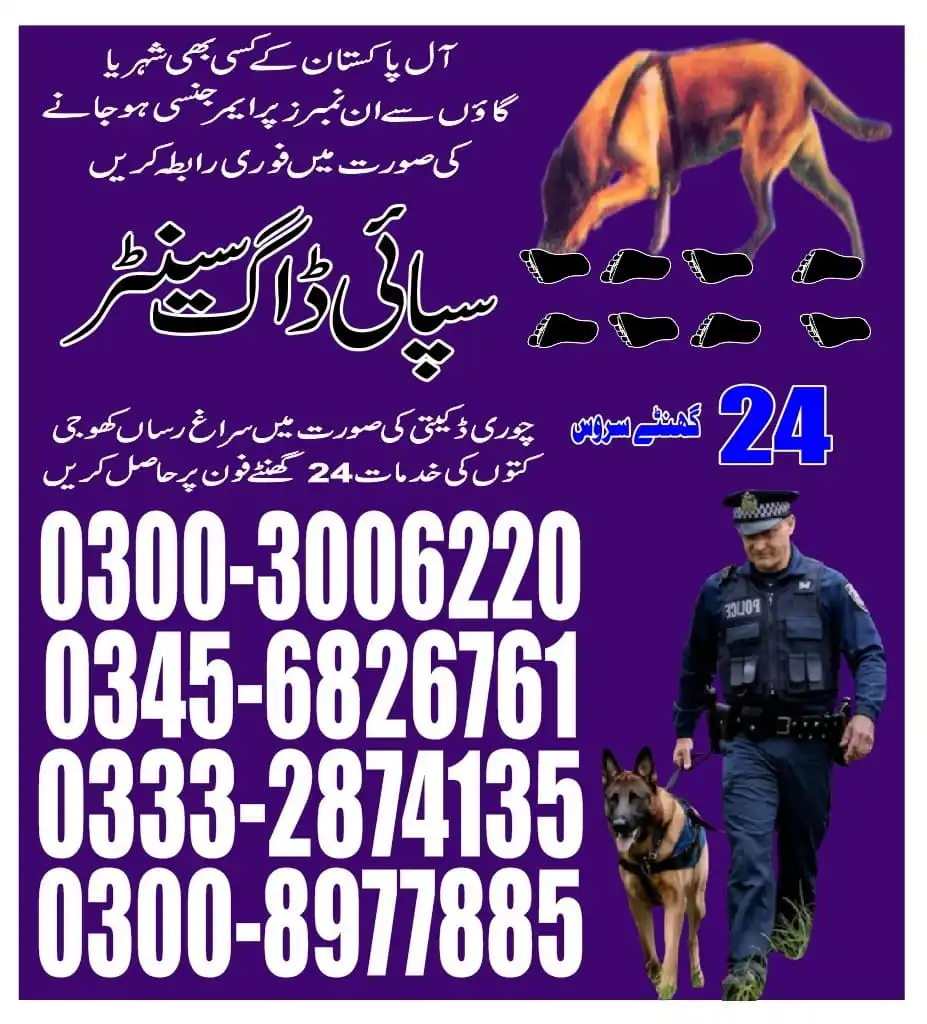 آل پاکستان کے کسی بھی شہر یا
گاؤں سے ان نمبرز پر ایمرجنسی ہو جانے
کی صورت میں فوری رابطہ کریں
سپائی ڈاگ سینٹر
24 گھنٹے سروس
چوری ڈکیتی کی صورت میں سراغ رساں کھوجی
کتوں کی خدمات 24 گھنٹے فون پر حاصل کریں
0300-3006220
0345-6826761
0333-2874135
0300-8977885
POLICE